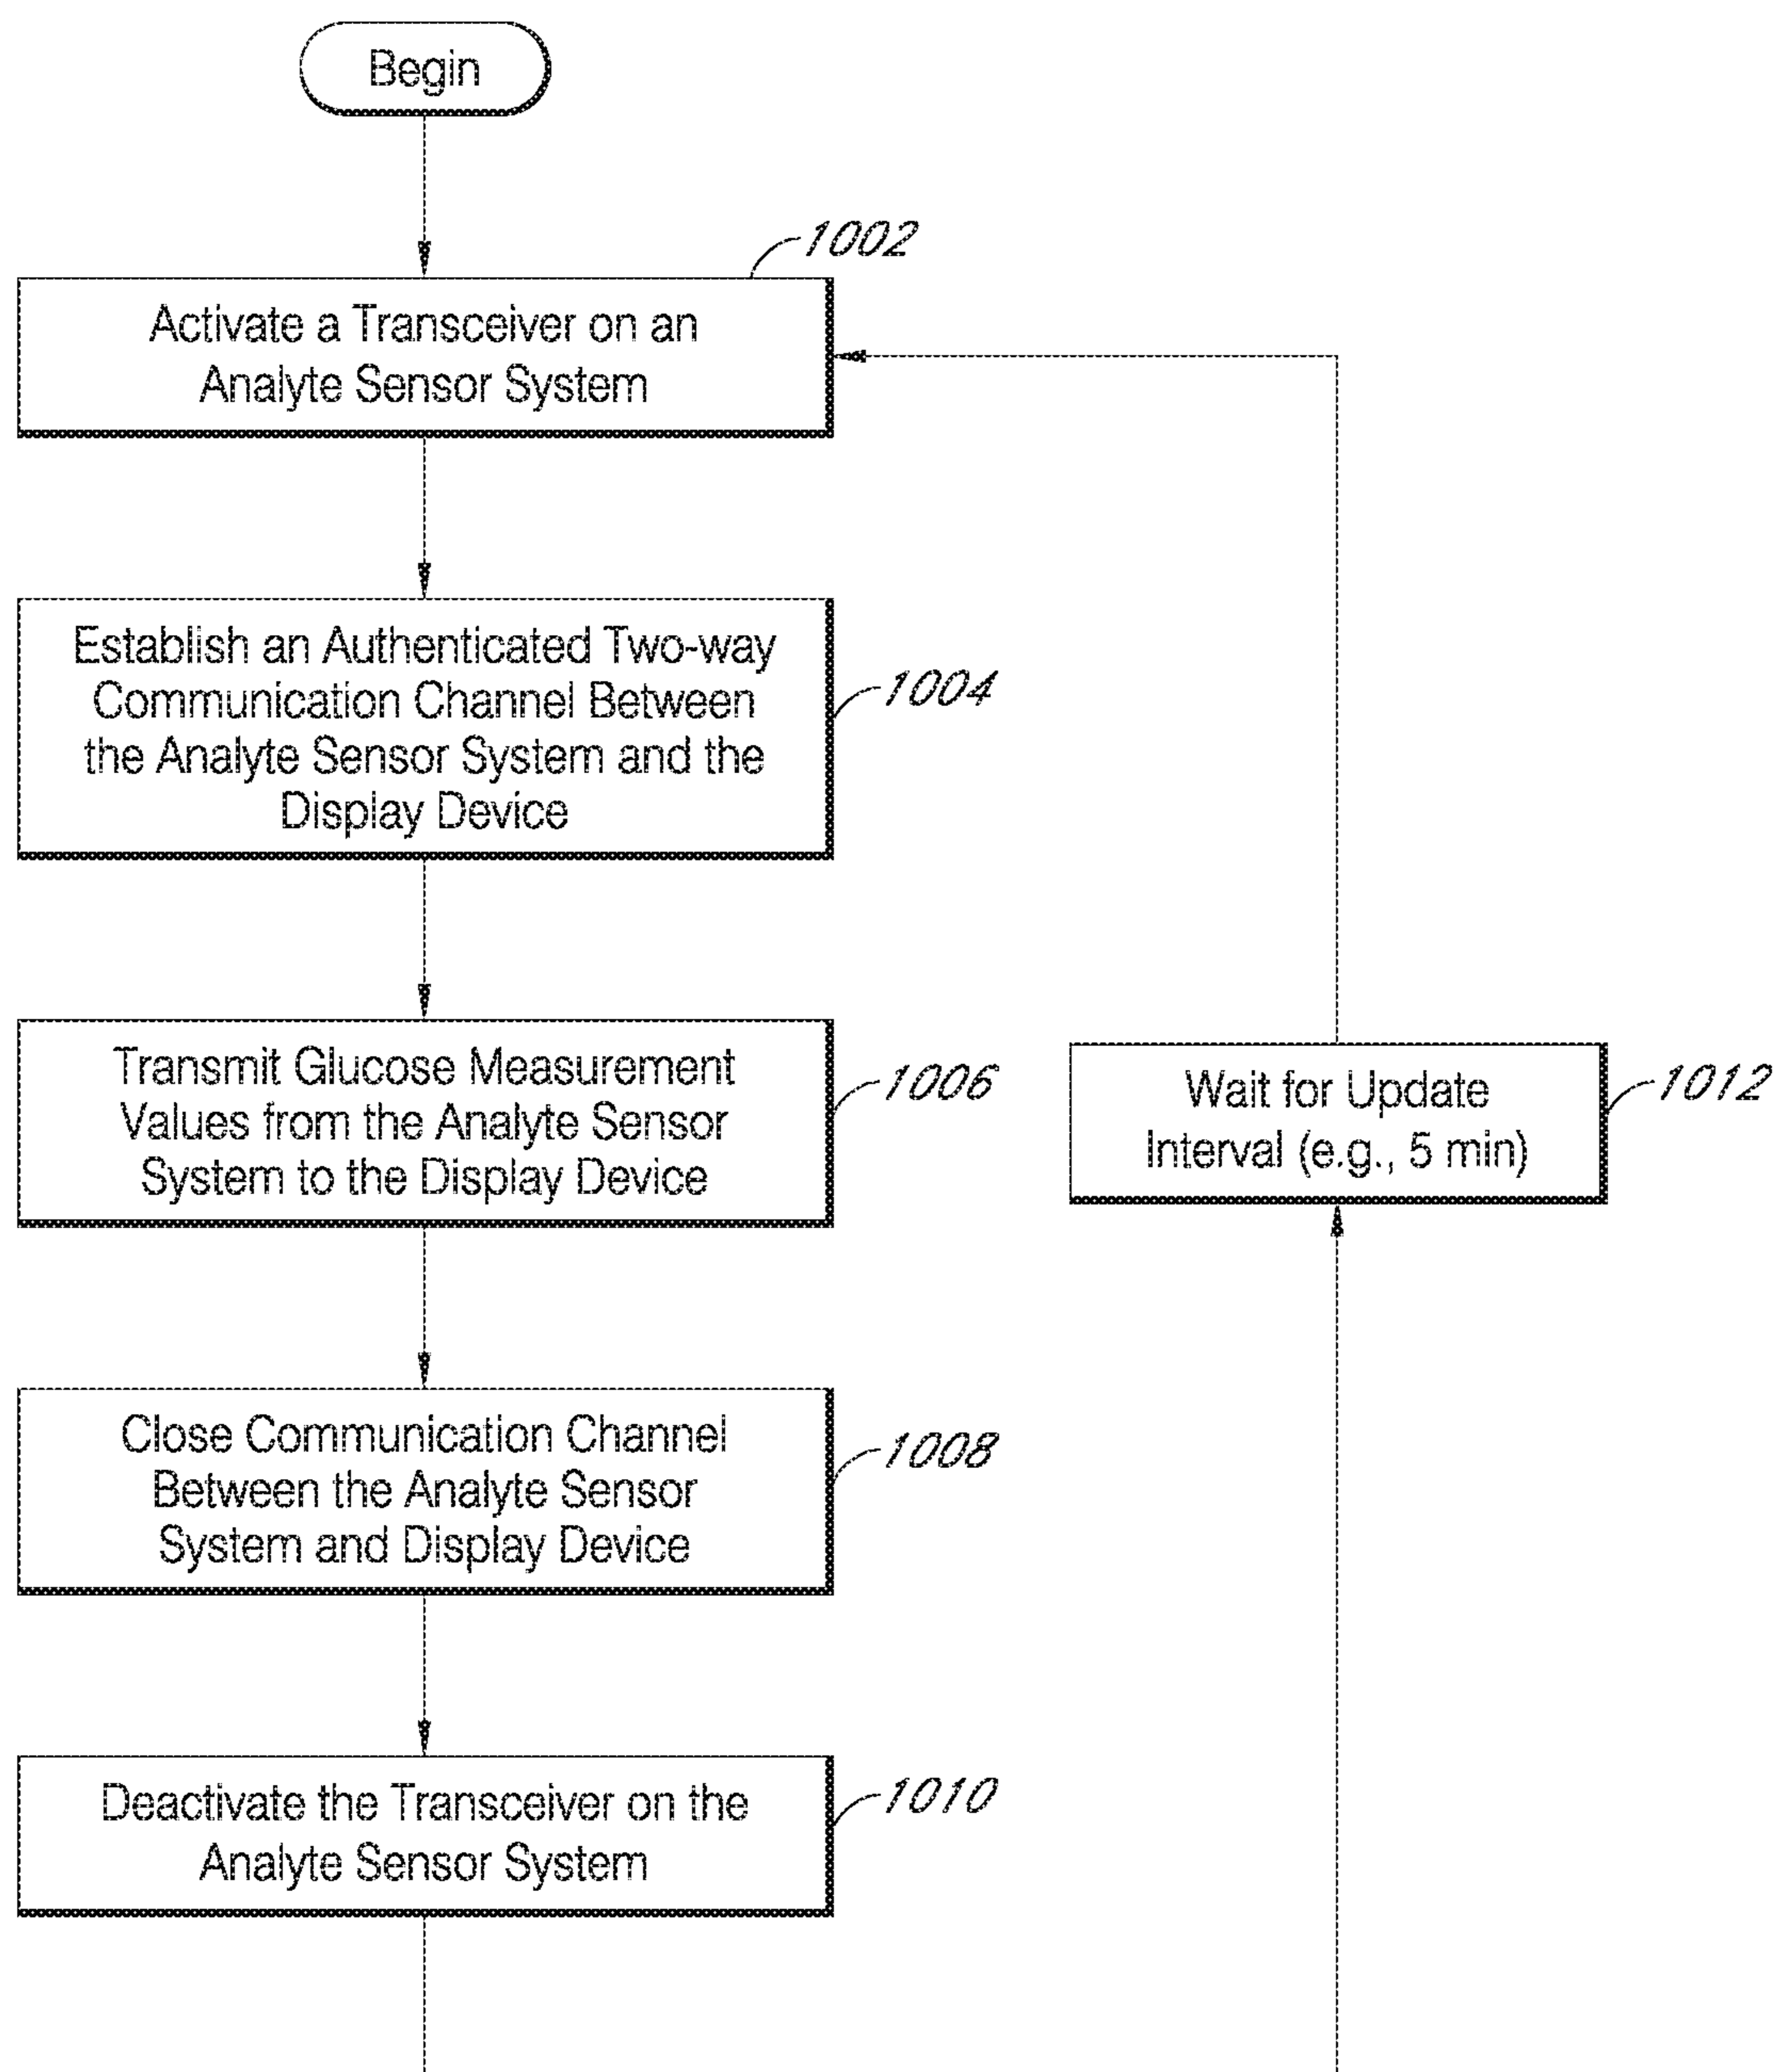 Begin
1002
Activate a Transceiver on an
Analyte Sensor System
Establish an Authenticated Two-way
Communication Channel Between
the Analyte Sensor System and the
Display Device
1004
Transmit Glucose Measurement
Values from the Analyte Sensor
System to the Display Device
1006
Wait for Update
Interval (e.g., 5 min)
1012
Close Communication Channel
Between the Analyte Sensor
System and Display Device
1008
Deactivate the Transceiver on the
Analyte Sensor System
1010